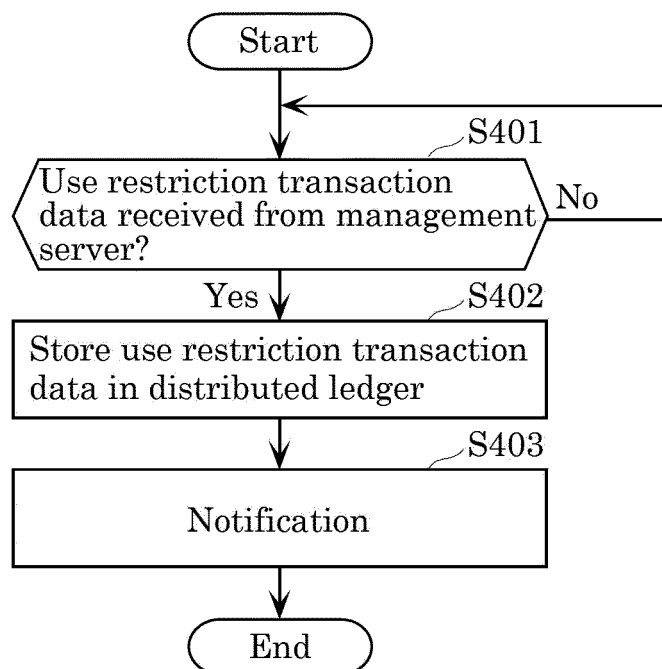 Start
S401
Use restriction transaction
data received from management
server?
No
Yes
S402
Store use restriction transaction
data in distributed ledger
S403
Notification
End